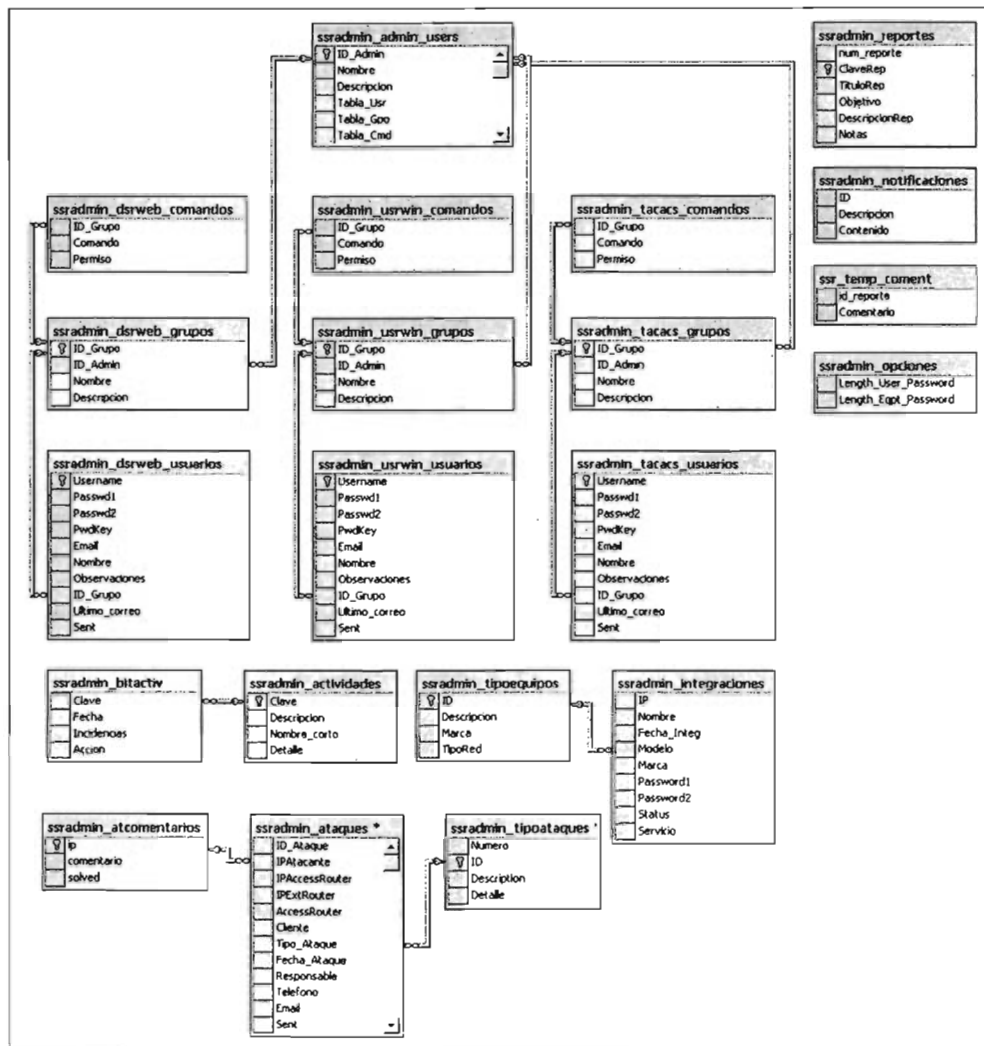 ssradmin_admin_users
ID_Admin
Nombre
Descripcion
Tabla_Usr
Tabla_Gpo
Tabla_Cmd
ssradmin_reportes
num_reporte
ClaveRep
TituloRep
Objetivo
DescripcionRep
Notas
ssradmin_notificaciones
ID
Descripcion
Contenido
ssr_temp_coment
id_reporte
Comentario
ssradmin_opciones
Length_User_Password
Length_Eqpt_Password
ssradmin_dsrweb_comandos
ID_Grupo
Comando
Permiso
ssradmin_usrwin_comandos
ID_Grupo
Comando
Permiso
ssradmin_tacacs_comandos
ID_Grupo
Comando
Permiso
ssradmin_dsrweb_grupos
ID_Grupo
ID_Admin
Nombre
Descripcion
ssradmin_usrwin_grupos
ID_Grupo
ID_Admin
Nombre
Descripcion
ssradmin_tacacs_grupos
ID_Grupo
ID_Admin
Nombre
Descripcion
ssradmin_dsrweb_usuarios
Username
Passwd1
Passwd2
PwdKey
Email
Nombre
Observaciones
ID_Grupo
Ultimo_correo
Sent
ssradmin_usrwin_usuarios
Username
Passwd1
Passwd2
PwdKey
Email
Nombre
Observaciones
ID_Grupo
Ultimo_correo
Sent
ssradmin_tacacs_usuarios
Username
Passwd1
Passwd2
PwdKey
Email
Nombre
Observaciones
ID_Grupo
Ultimo_correo
Sent
ssradmin_bitactiv
Clave
Fecha
Incidencias
Accion
ssradmin_actividades
Clave
Descripcion
Nombre_corto
Detalle
ssradmin_tipoequipos
ID
Descripcion
Marca
TipoRed
ssradmin_integraciones
IP
Nombre
Fecha_Integ
Modelo
Marca
Password1
Password2
Status
Servicio
ssradmin_atcomentarios
ip
comentario
solved
ssradmin_ataques *
ID_Ataque
IPAtacante
IPAccessRouter
IPExtRouter
AccessRouter
Cliente
Tipo_Ataque
Fecha_Ataque
Responsable
Telefono
Email
Sent
ssradmin_tipoataques *
Numero
ID
Description
Detalle